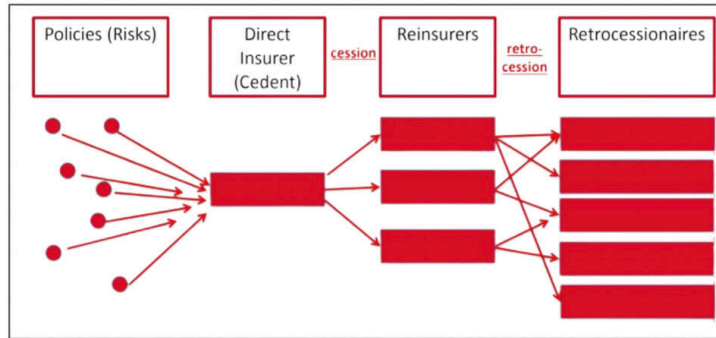 Policies (Risks)
Direct
Insurer
(Cedent)
cession
Reinsurers
retro-
cession
Retrocessionaires